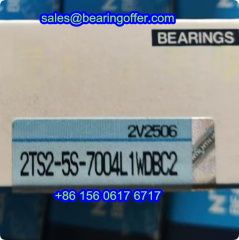 sales@bearingoffer.com
BEARINGS
2V2506
2TS2-5S-7004L1WDBC2
+86 156 0617 6717